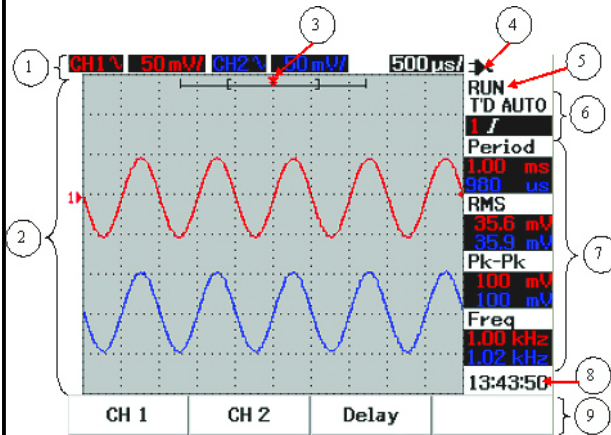 3
4
1
CH1 50 mV/ CH2 50 mV/ 500 µs/
5
RUN
T'D AUTO
6
1
Period
1.00 ms
980 us
1
RMS
2
35.6 mV
35.9 mV
7
Pk-Pk
100 mV
100 mV
Freq
1.00 kHz
1.02 kHz
13:43:50
8
CH 1 CH 2 Delay
9